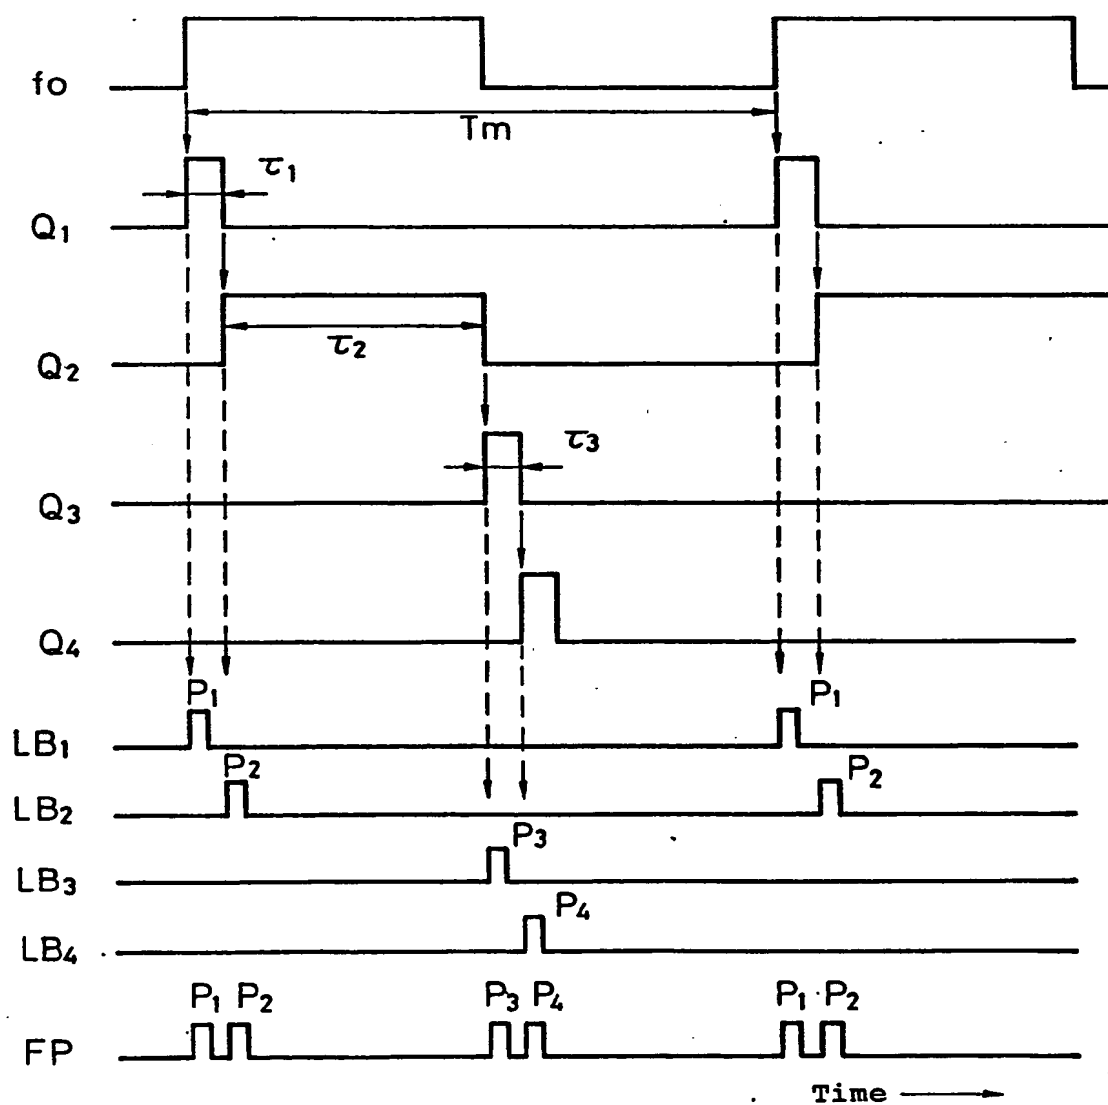 fo
Tm
τ1
Q1
τ2
Q2
τ3
Q3
Q4
P1 P1
LB1
P2 P2
LB2
P3
LB3
P4
LB4
P1 P2 P3 P4 P1 P2
FP
Time